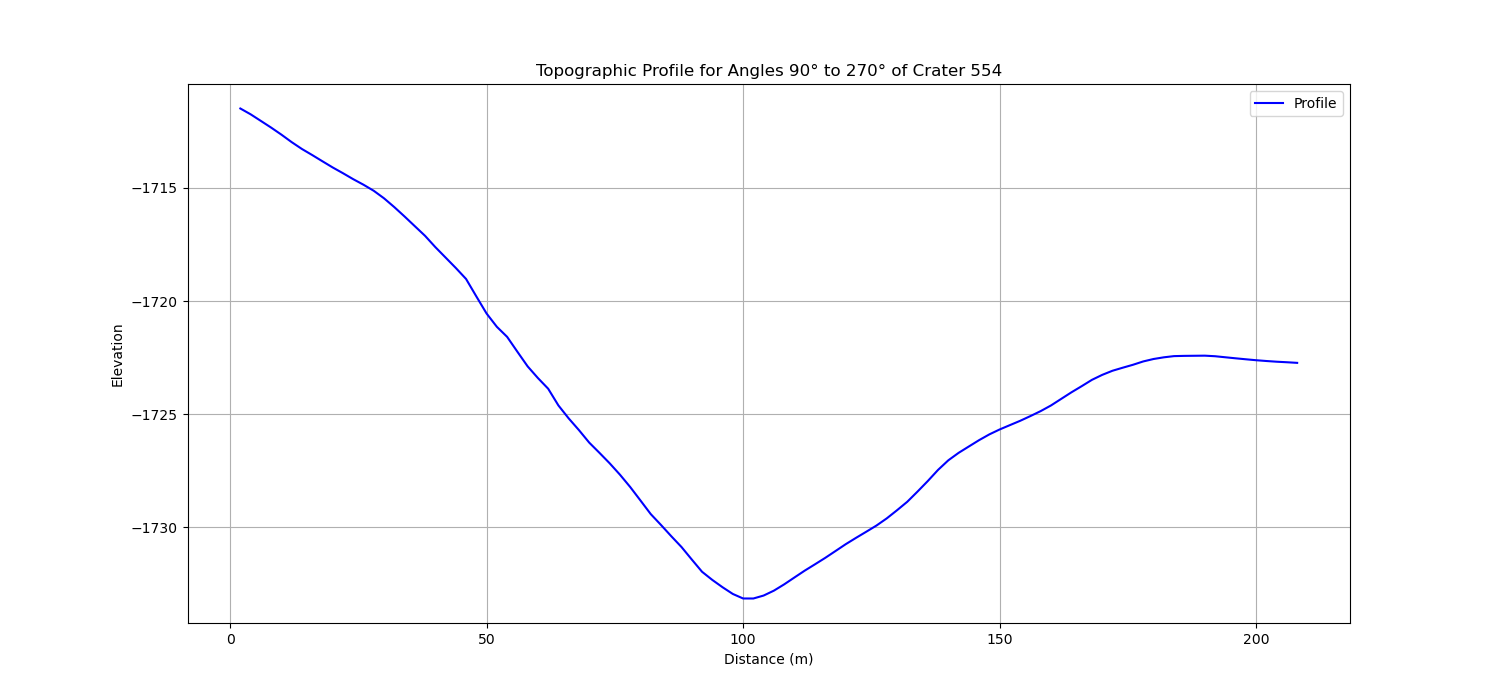 Topographic Profile for Angles 90° to 270° of Crater 554
Profile
−1715
−1720
−1725
−1730
Elevation
0
50
100
150
200
Distance (m)